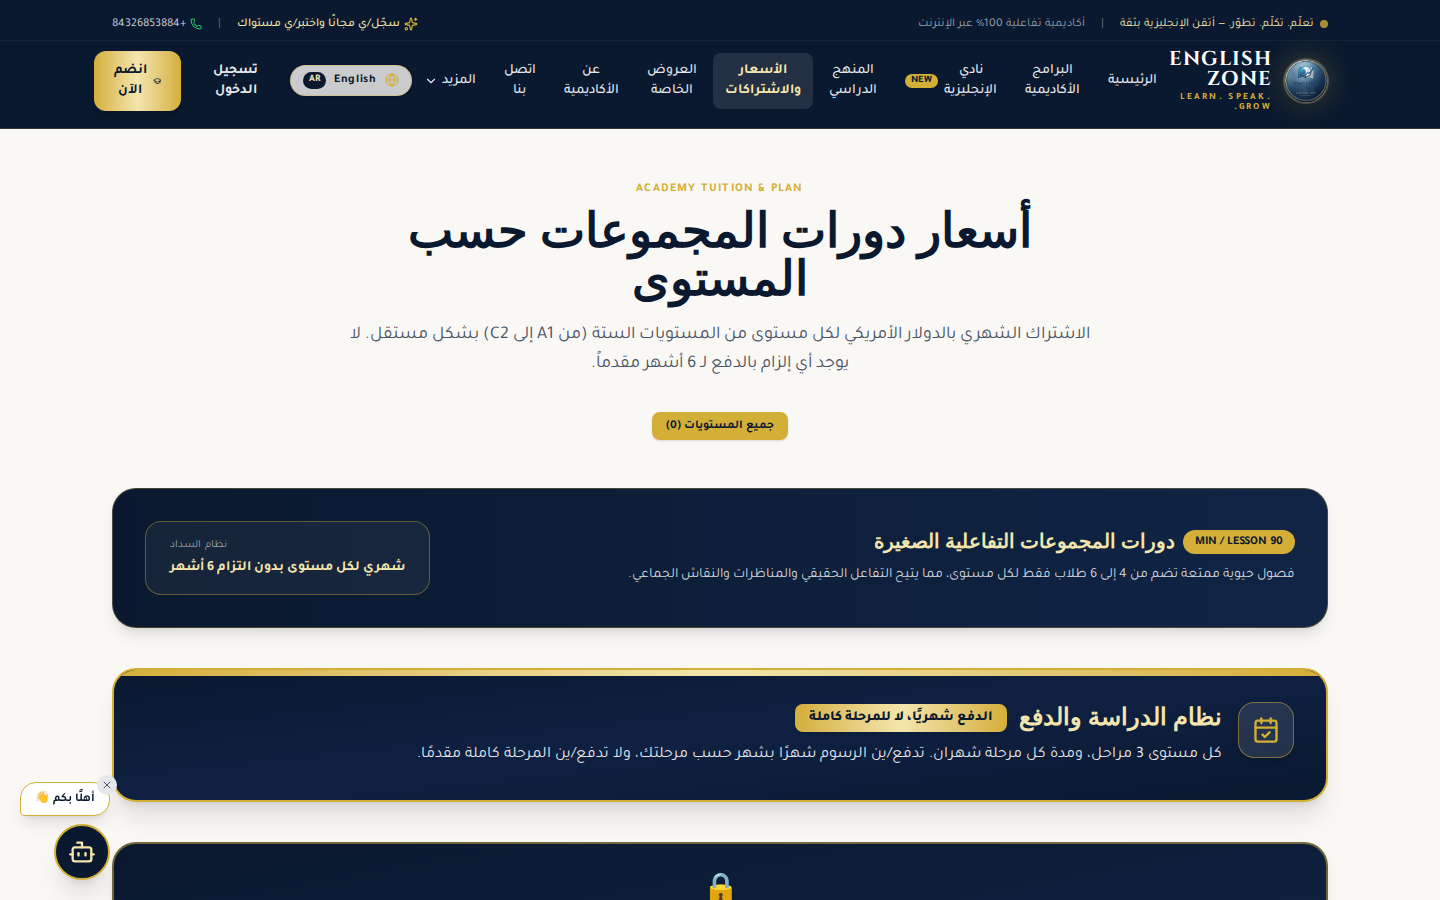 تعلّم. تكلّم. تطوّر. – أتقن الإنجليزية بثقة | أكاديمية تفاعلية 100% عبر الإنترنت
سجّل/ي مجانًا واختبر/ي مستواك | +84326853884
ENGLISH
ZONE
LEARN. SPEAK.
GROW.
الرئيسية
البرامج
الأكاديمية
نادي
الإنجليزية
NEW
المنهج
الدراسي
الأسعار
والاشتراكات
العروض
الخاصة
عن
الأكاديمية
اتصل
بنا
المزيد
English AR
تسجيل
الدخول
انضم
الآن
ACADEMY TUITION & PLAN
أسعار دورات المجموعات حسب
المستوى
الاشتراك الشهري بالدولار الأمريكي لكل مستوى من المستويات الستة (من A1 إلى C2) بشكل مستقل. لا
يوجد أي إلزام بالدفع لـ 6 أشهر مقدماً.
جميع المستويات (0)
MIN / LESSON 90
دورات المجموعات التفاعلية الصغيرة
فصول حيوية ممتعة تضم من 4 إلى 6 طلاب فقط لكل مستوى، مما يتيح التفاعل الحقيقي والمناظرات والنقاش الجماعي.
نظام السداد
شهري لكل مستوى بدون التزام 6 أشهر
نظام الدراسة والدفع
الدفع شهريًا، لا للمرحلة كاملة
كل مستوى 3 مراحل، ومدة كل مرحلة شهران. تدفع/ين الرسوم شهرًا بشهر حسب مرحلتك، ولا تدفع/ين المرحلة كاملة مقدمًا.
أهلًا بكم 👋